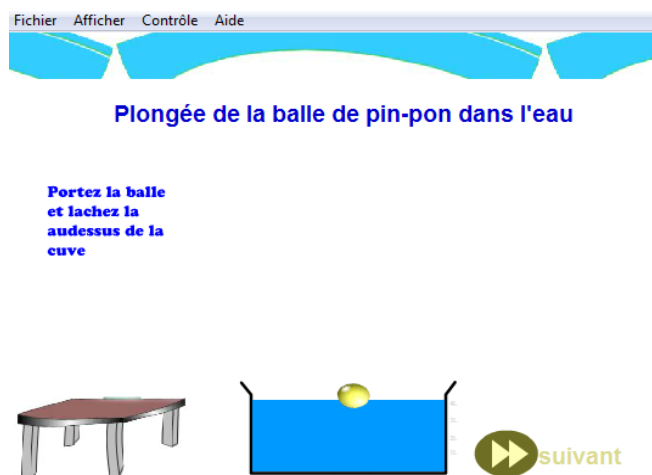 Fichier Afficher Contrôle Aide
Plongée de la balle de pin-pon dans l'eau
Portez la balle
et lachez la
audessus de la
cuve
suivant